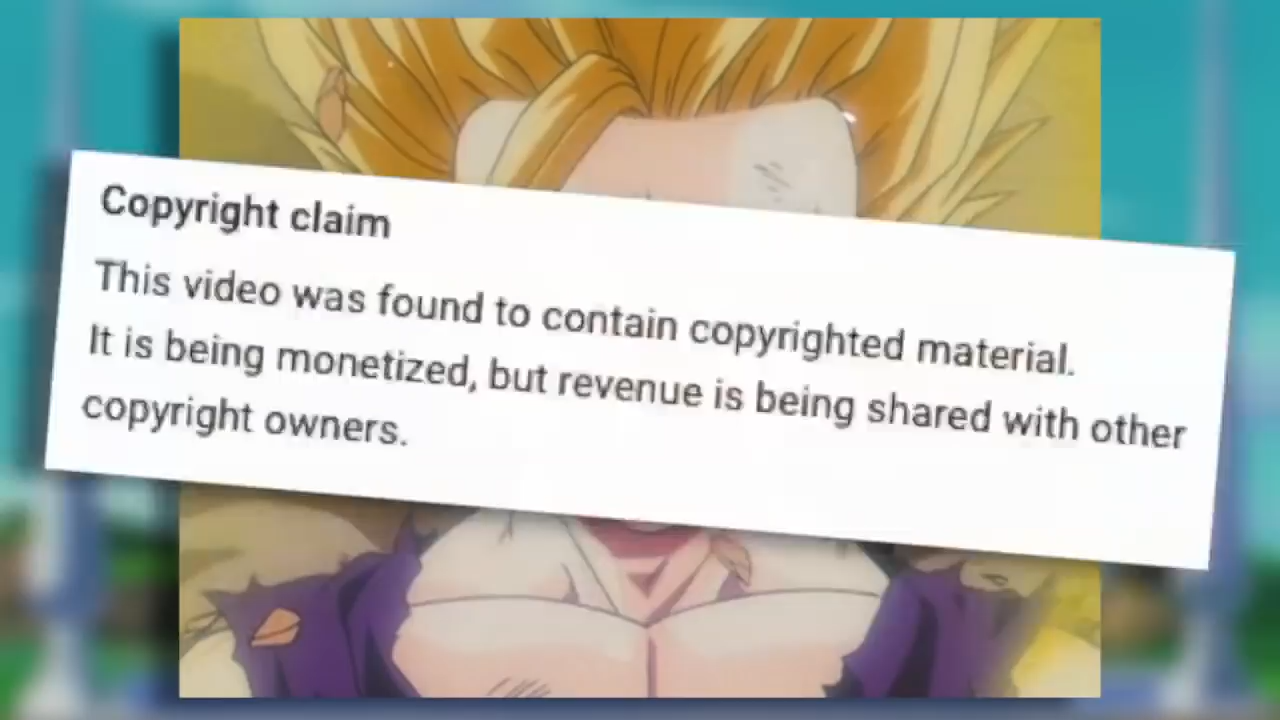 Copyright claim
This video was found to contain copyrighted material.
It is being monetized, but revenue is being shared with other
copyright owners.